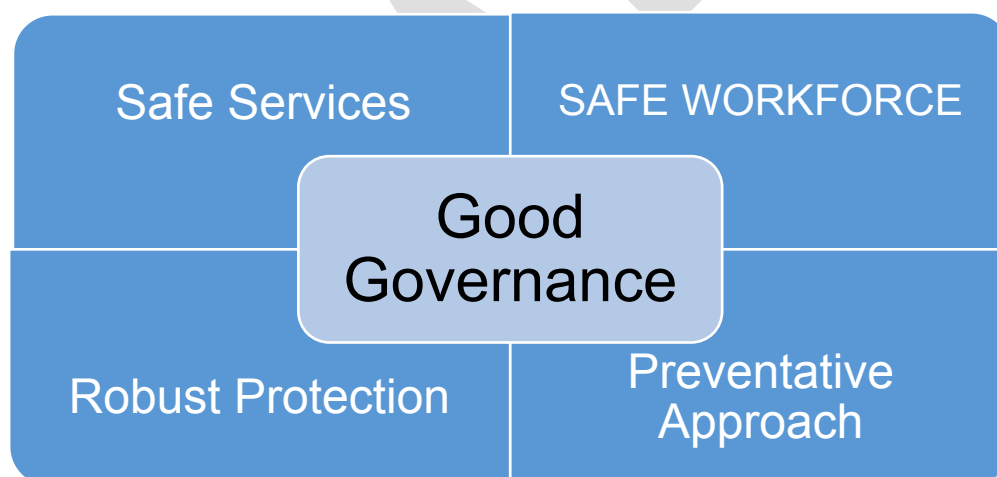 Safe Services
SAFE WORKFORCE
Good
Governance
Robust Protection
Preventative
Approach